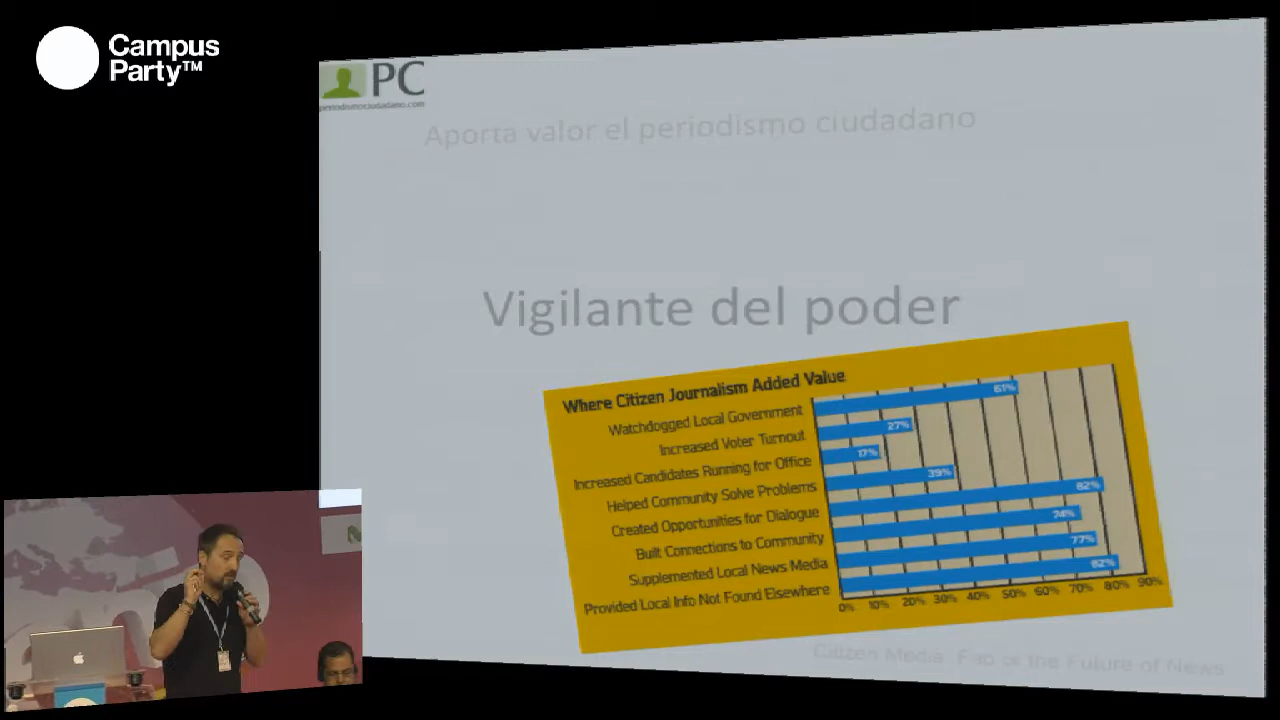 Campus
Party™
PC
periodismociudadano.com
Aporta valor el periodismo ciudadano
Vigilante del poder
Where Citizen Journalism Added Value
Watchdogged Local Government 61%
Increased Voter Turnout 27%
Increased Candidates Running for Office 17%
Helped Community Solve Problems 39%
Created Opportunities for Dialogue 82%
Built Connections to Community 74%
Supplemented Local News Media 77%
Provided Local Info Not Found Elsewhere 82%
0% 10% 20% 30% 40% 50% 60% 70% 80% 90%
Citizen Media: Fad or the Future of News
N